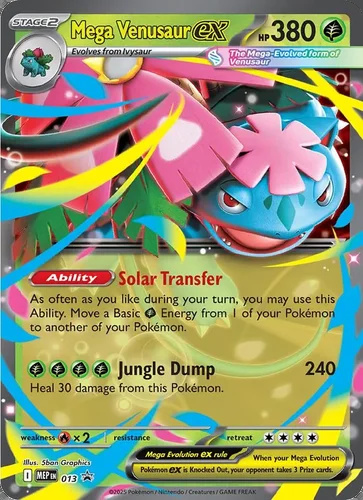 STAGE2
Mega Venusaur ex
HP 380
Evolves from Ivysaur
The Mega-Evolved form of
Venusaur
Ability Solar Transfer
As often as you like during your turn, you may use this
Ability. Move a Basic Energy from 1 of your Pokémon
to another of your Pokémon.
Jungle Dump 240
Heal 30 damage from this Pokémon.
weakness ×2 resistance retreat
Illus. 5ban Graphics
Mega Evolution ex rule
When your Mega Evolution
Pokémon ex is Knocked Out, your opponent takes 3 Prize cards.
MEP EN 013
©2025 Pokémon / Nintendo / Creatures / GAME FREAK